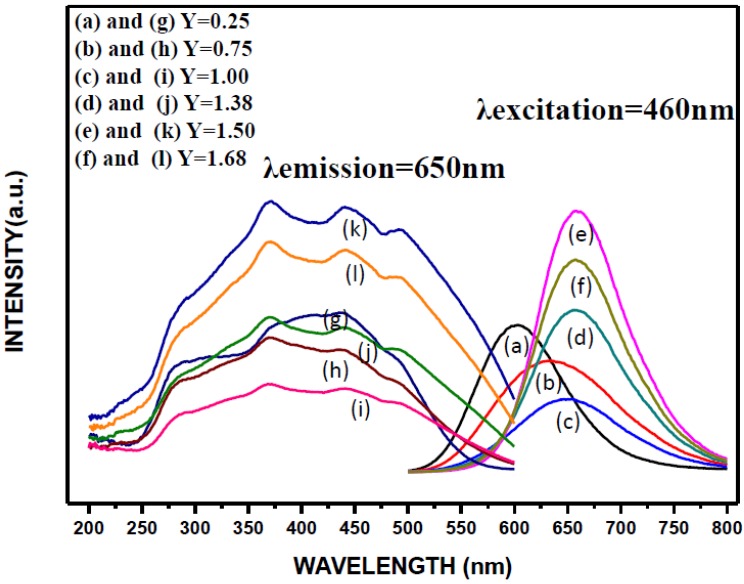 (a) and (g) Y=0.25
(b) and (h) Y=0.75
(c) and (i) Y=1.00
(d) and (j) Y=1.38
(e) and (k) Y=1.50
(f) and (l) Y=1.68
λexcitation=460nm
λemission=650nm
INTENSITY(a.u.)
(k)
(l)
(g)
(j)
(h)
(i)
(e)
(f)
(d)
(a)
(b)
(c)
200 250 300 350 400 450 500 550 600 650 700 750 800
WAVELENGTH (nm)